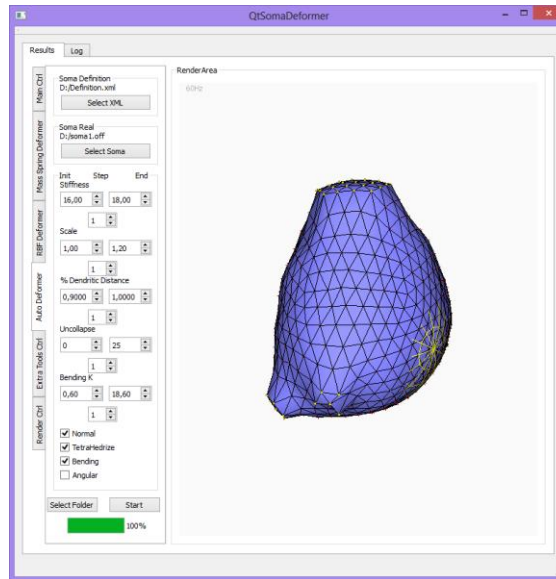 QtSomaDeformer
Results Log
Main Ctrl
Mass Spring Deformer
RBF Deformer
Auto Deformer
Extra Tools Ctrl
Render Ctrl
Soma Definition
D:/Definition.xml
Select XML
Soma Real
D:/soma1.off
Select Soma
Init Step End
Stiffness
16,00 18,00
1
Scale
1,00 1,20
1
% Dendritic Distance
0,9000 1,0000
1
Uncollapse
0 25
1
Bending K
0,60 18,60
1
Normal
TetraHedrize
Bending
Angular
Select Folder Start
100%
RenderArea
60Hz